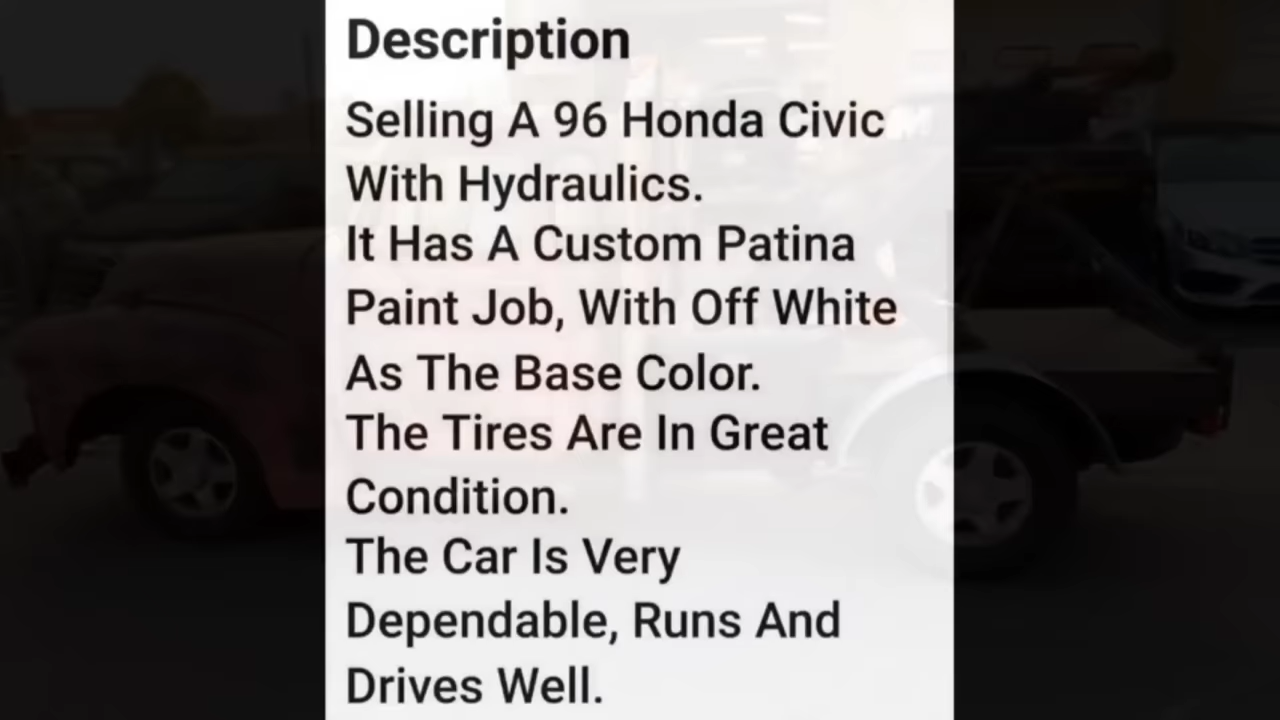 Description
Selling A 96 Honda Civic
With Hydraulics.
It Has A Custom Patina
Paint Job, With Off White
As The Base Color.
The Tires Are In Great
Condition.
The Car Is Very
Dependable, Runs And
Drives Well.